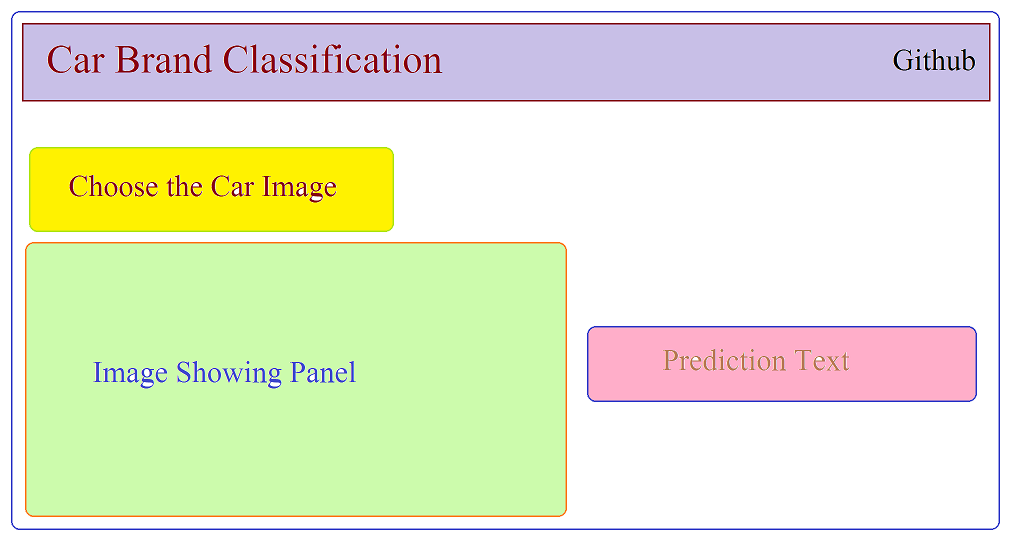 Car Brand Classification
Github
Choose the Car Image
Image Showing Panel
Prediction Text